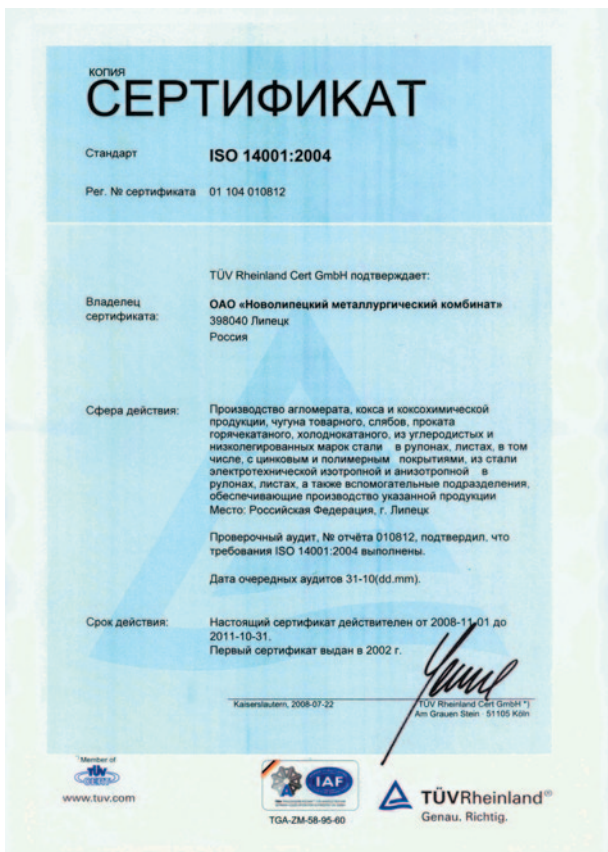 КОПИЯ
СЕРТИФИКАТ
Стандарт ISO 14001:2004
Рег. № сертификата 01 104 010812
TÜV Rheinland Cert GmbH подтверждает:
Владелец сертификата: ОАО «Новолипецкий металлургический комбинат»
398040 Липецк
Россия
Сфера действия: Производство агломерата, кокса и коксохимической
продукции, чугуна товарного, слябов, проката
горячекатаного, холоднокатаного, из углеродистых и
низколегированных марок стали в рулонах, листах, в том
числе, с цинковым и полимерным покрытиями, из стали
электротехнической изотропной и анизотропной в
рулонах, листах, а также вспомогательные подразделения,
обеспечивающие производство указанной продукции
Место: Российская Федерация, г. Липецк
Проверочный аудит, № отчёта 010812, подтвердил, что
требования ISO 14001:2004 выполнены.
Дата очередных аудитов 31-10(dd.mm).
Срок действия: Настоящий сертификат действителен от 2008-11-01 до
2011-10-31.
Первый сертификат выдан в 2002 г.
Kaiserslautern, 2008-07-22
TÜV Rheinland Cert GmbH *)
Am Grauen Stein · 51105 Köln
Member of
TÜV
CERT
www.tuv.com
IAF
TGA-ZM-58-95-60
TÜVRheinland®
Genau. Richtig.